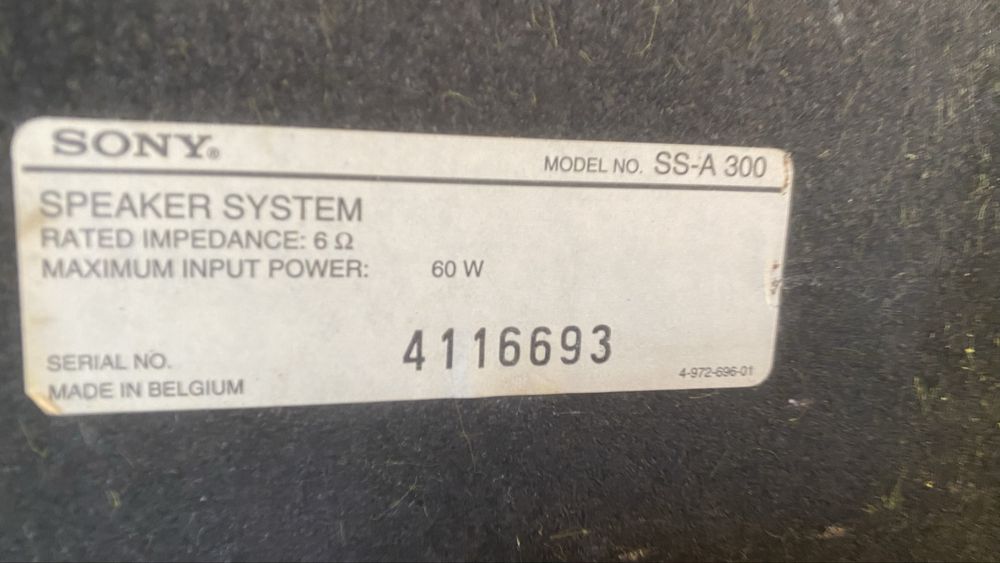 SONY®
MODEL NO. SS-A 300
SPEAKER SYSTEM
RATED IMPEDANCE: 6 Ω
MAXIMUM INPUT POWER: 60 W
SERIAL NO. 4116693
MADE IN BELGIUM
4-972-696-01